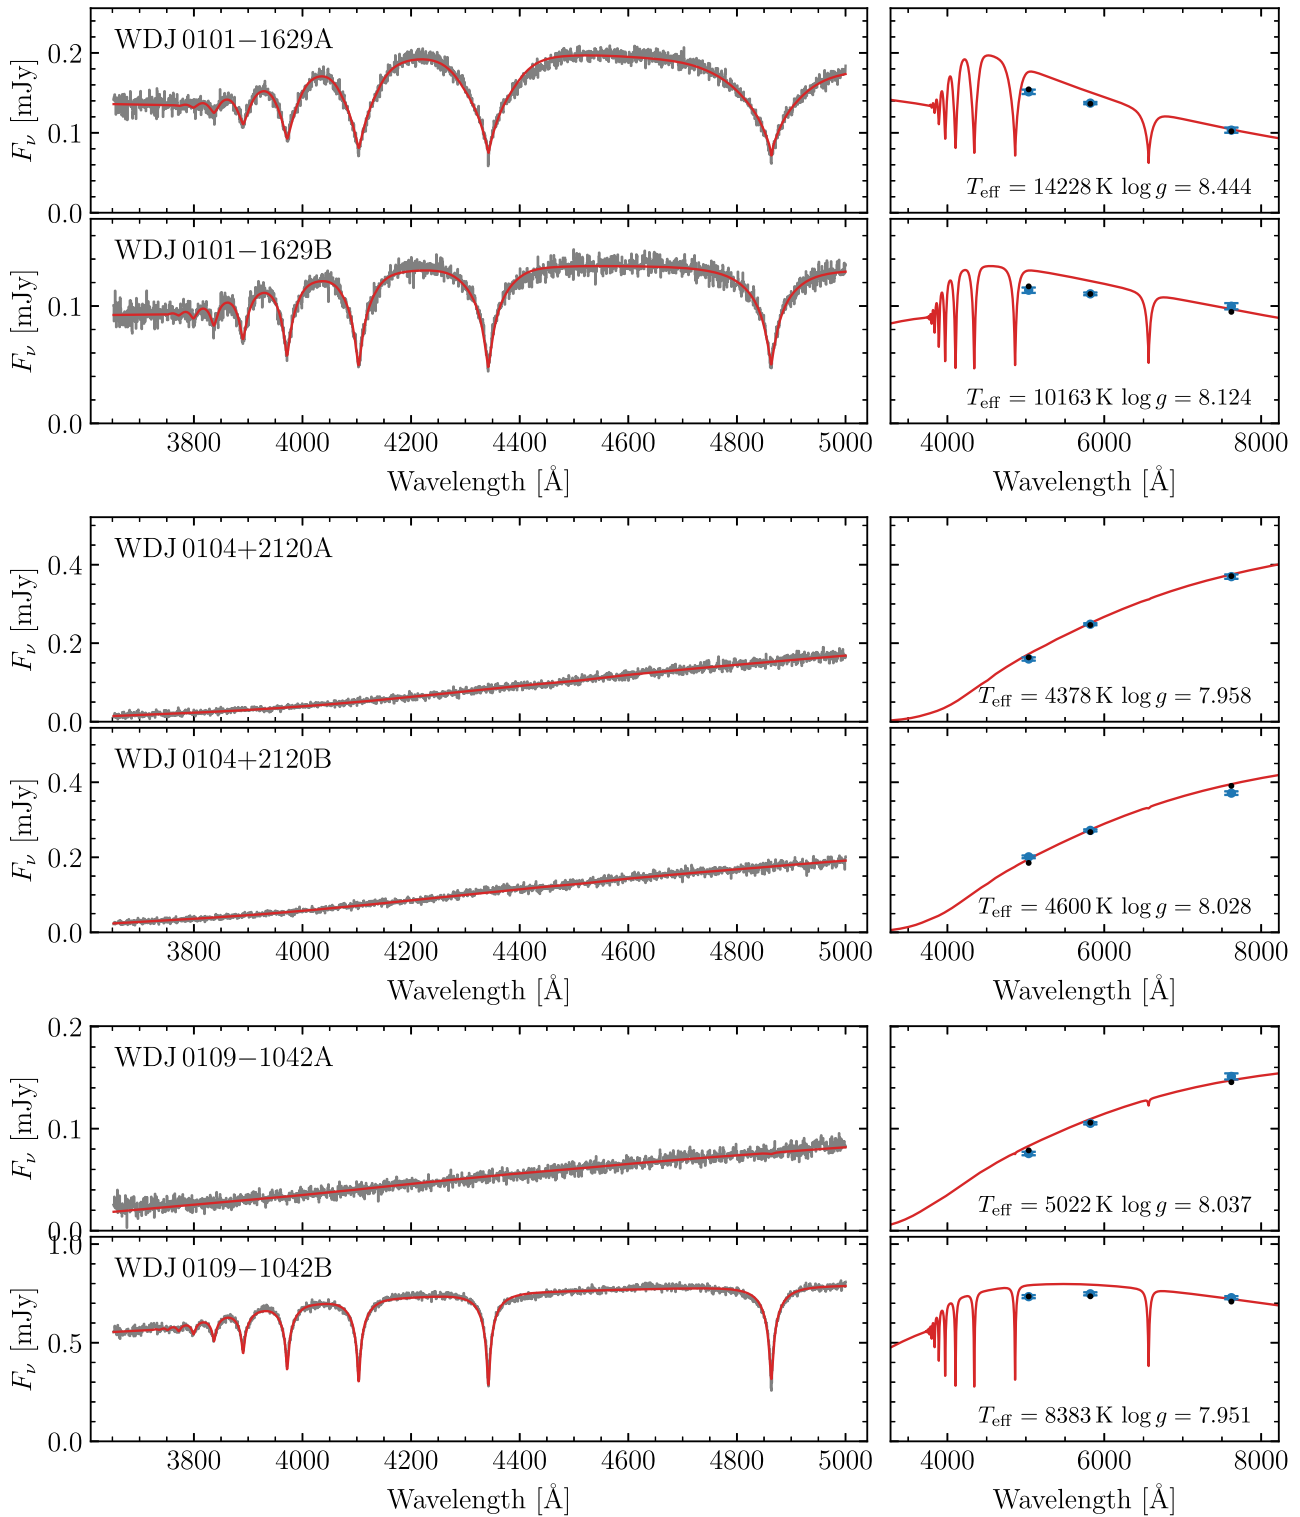 WDJ 0101−1629A
0.2
0.1
0.0
Fν [mJy]
Teff = 14228 K log g = 8.444
WDJ 0101−1629B
0.1
0.0
Fν [mJy]
Teff = 10163 K log g = 8.124
3800 4000 4200 4400 4600 4800 5000
4000 6000 8000
Wavelength [Å]
Wavelength [Å]
WDJ 0104+2120A
0.4
0.2
0.0
Fν [mJy]
Teff = 4378 K log g = 7.958
WDJ 0104+2120B
0.4
0.2
0.0
Fν [mJy]
Teff = 4600 K log g = 8.028
3800 4000 4200 4400 4600 4800 5000
4000 6000 8000
Wavelength [Å]
Wavelength [Å]
0.2
WDJ 0109−1042A
0.1
0.0
Fν [mJy]
Teff = 5022 K log g = 8.037
1.0
WDJ 0109−1042B
0.5
0.0
Fν [mJy]
Teff = 8383 K log g = 7.951
3800 4000 4200 4400 4600 4800 5000
4000 6000 8000
Wavelength [Å]
Wavelength [Å]